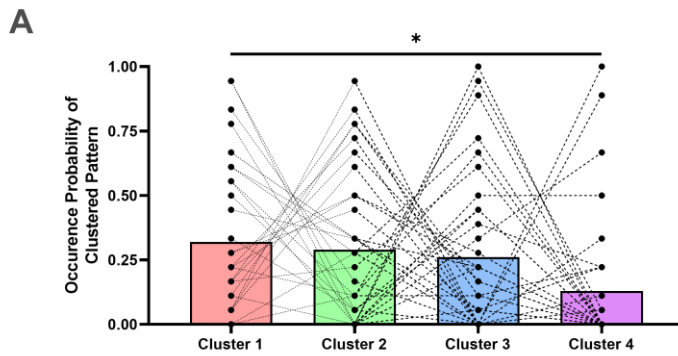 A
*
Occurence Probability of
Clustered Pattern
1.00
0.75
0.50
0.25
0.00
Cluster 1 Cluster 2 Cluster 3 Cluster 4